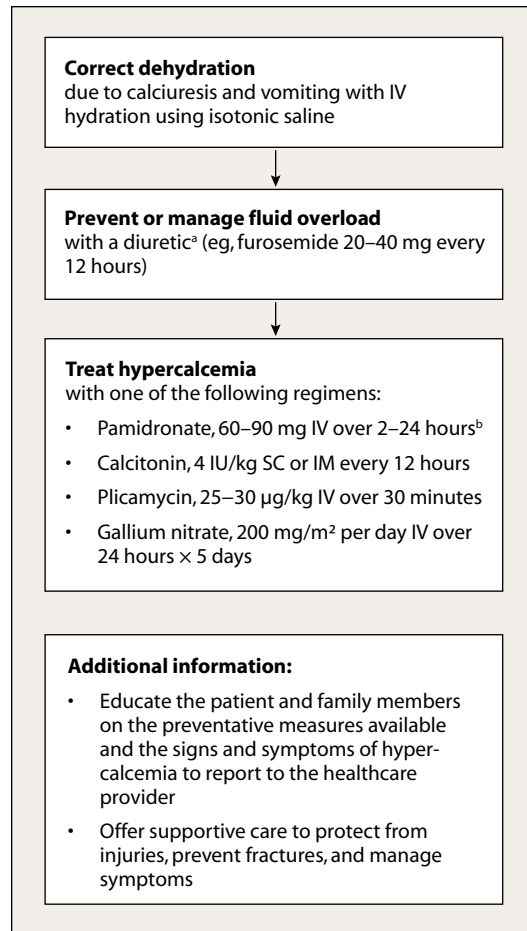 Correct dehydration
due to calciuresis and vomiting with IV
hydration using isotonic saline
Prevent or manage fluid overload
with a diureticᵃ (eg, furosemide 20–40 mg every
12 hours)
Treat hypercalcemia
with one of the following regimens:
• Pamidronate, 60–90 mg IV over 2–24 hoursᵇ
• Calcitonin, 4 IU/kg SC or IM every 12 hours
• Plicamycin, 25–30 µg/kg IV over 30 minutes
• Gallium nitrate, 200 mg/m² per day IV over
24 hours × 5 days
Additional information:
• Educate the patient and family members
on the preventative measures available
and the signs and symptoms of hyper-
calcemia to report to the healthcare
provider
• Offer supportive care to protect from
injuries, prevent fractures, and manage
symptoms